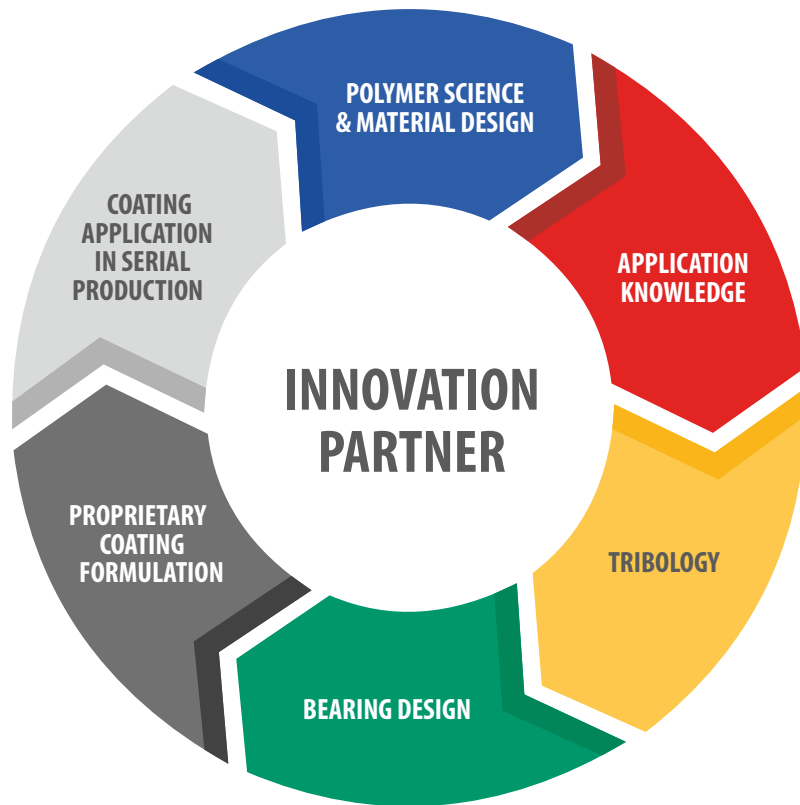 POLYMER SCIENCE
& MATERIAL DESIGN
APPLICATION
KNOWLEDGE
TRIBOLOGY
BEARING DESIGN
PROPRIETARY
COATING
FORMULATION
COATING
APPLICATION
IN SERIAL
PRODUCTION
INNOVATION
PARTNER